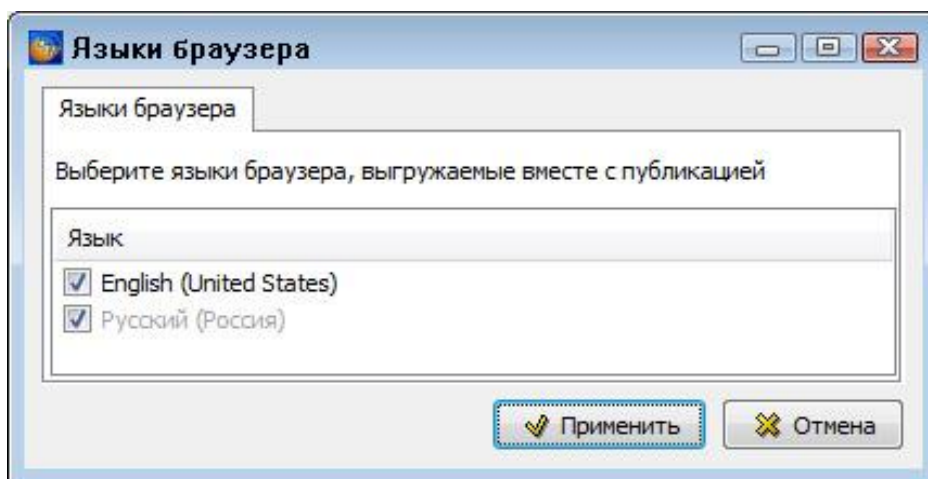 Языки браузера
Языки браузера
Выберите языки браузера, выгружаемые вместе с публикацией
Язык
English (United States)
Русский (Россия)
Применить Отмена